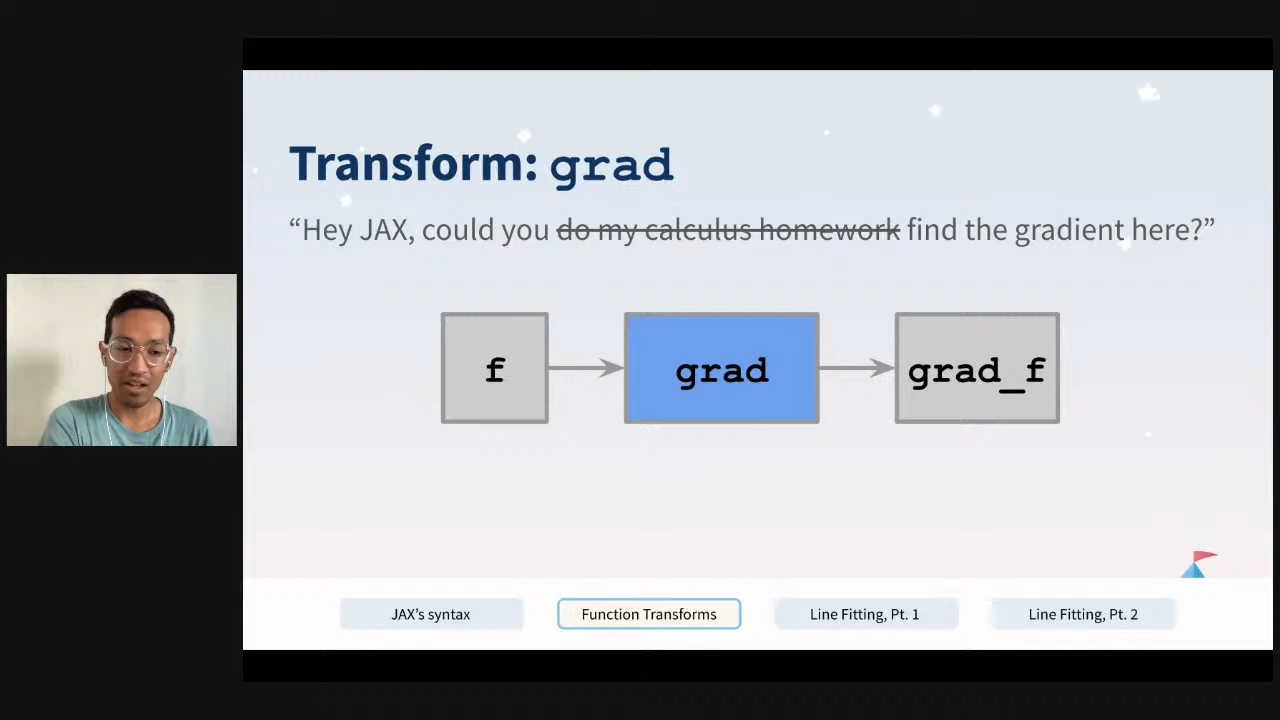 Transform: grad
“Hey JAX, could you do my calculus homework find the gradient here?”
f
grad
grad_f
JAX’s syntax
Function Transforms
Line Fitting, Pt. 1
Line Fitting, Pt. 2